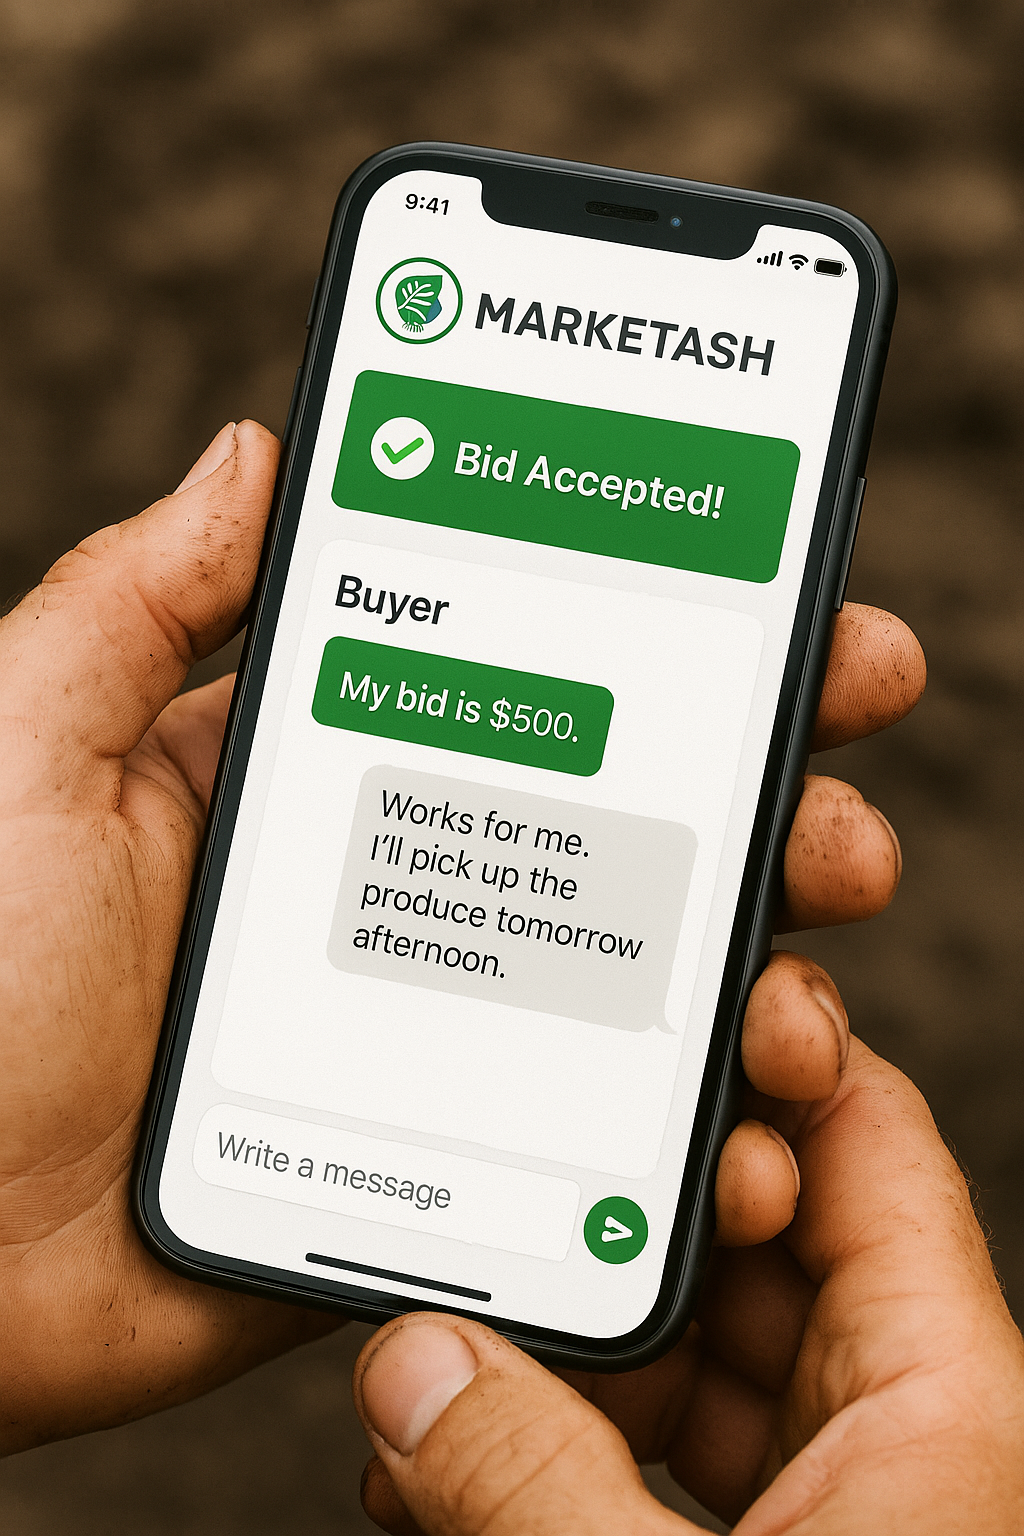 9:41
MARKETASH
Bid Accepted!
Buyer
My bid is $500.
Works for me.
I'll pick up the
produce tomorrow
afternoon.
Write a message